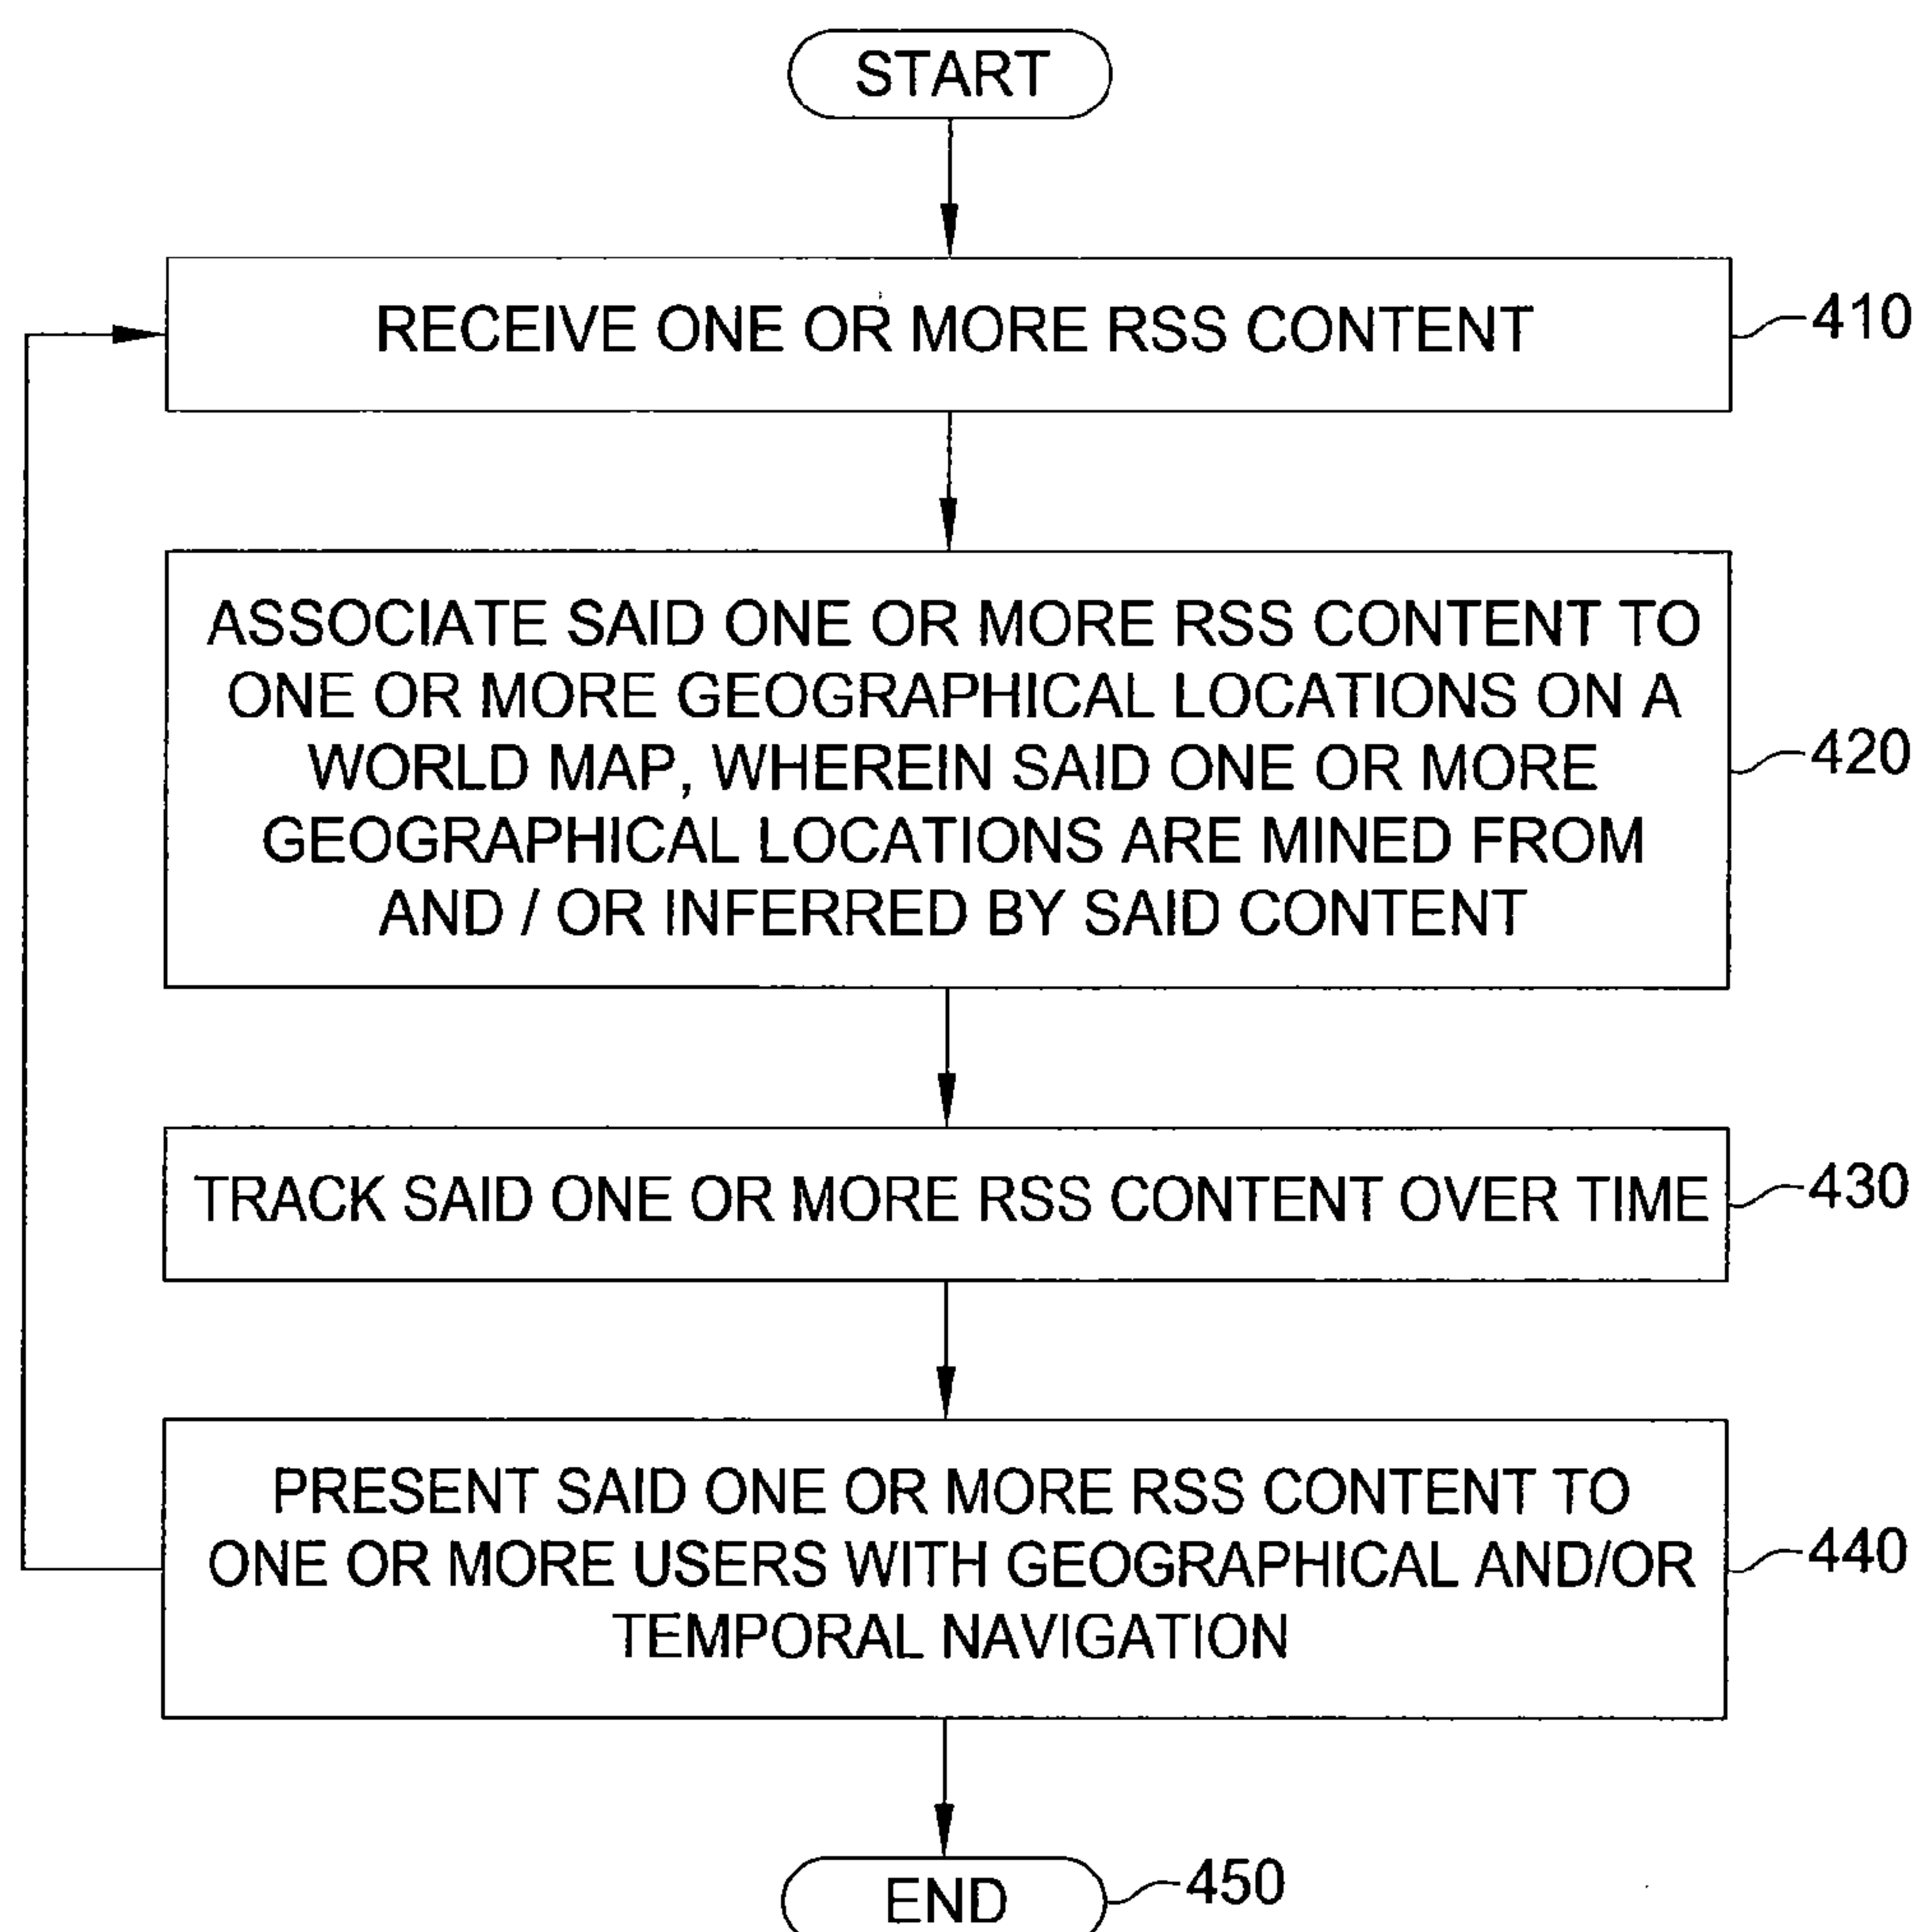 START
RECEIVE ONE OR MORE RSS CONTENT
410
ASSOCIATE SAID ONE OR MORE RSS CONTENT TO
ONE OR MORE GEOGRAPHICAL LOCATIONS ON A
WORLD MAP, WHEREIN SAID ONE OR MORE
GEOGRAPHICAL LOCATIONS ARE MINED FROM
AND / OR INFERRED BY SAID CONTENT
420
TRACK SAID ONE OR MORE RSS CONTENT OVER TIME
430
PRESENT SAID ONE OR MORE RSS CONTENT TO
ONE OR MORE USERS WITH GEOGRAPHICAL AND/OR
TEMPORAL NAVIGATION
440
END
450